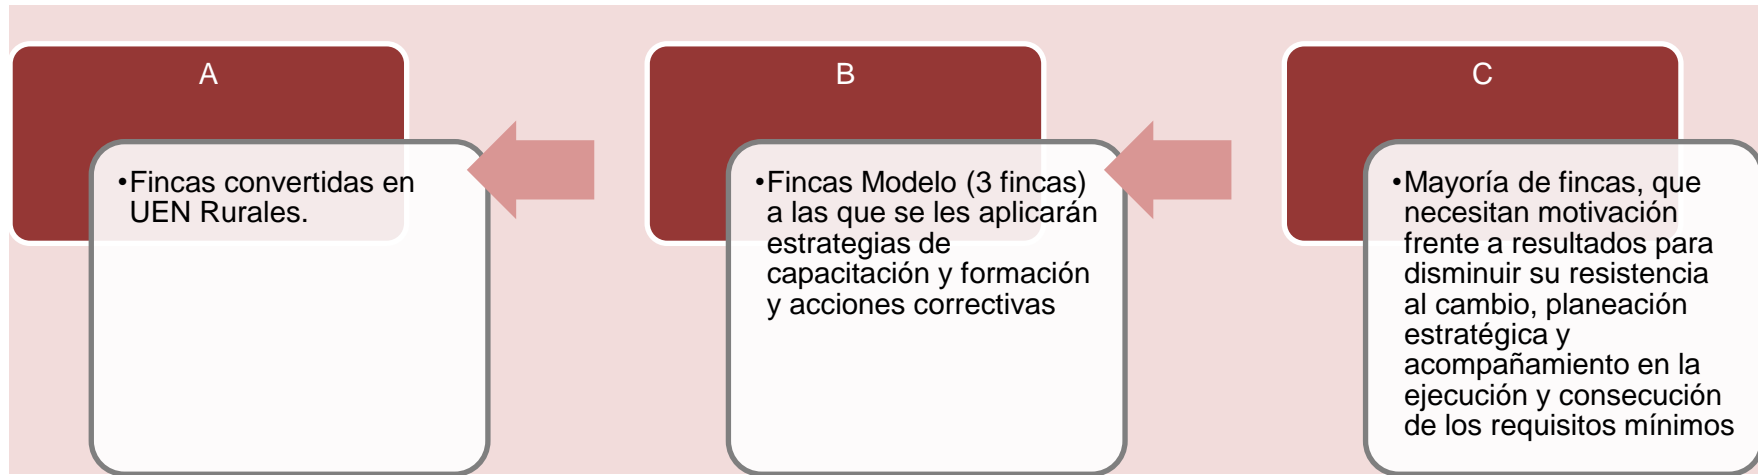 A
•Fincas convertidas en
UEN Rurales.
B
•Fincas Modelo (3 fincas)
a las que se les aplicarán
estrategias de
capacitación y formación
y acciones correctivas
C
•Mayoría de fincas, que
necesitan motivación
frente a resultados para
disminuir su resistencia
al cambio, planeación
estratégica y
acompañamiento en la
ejecución y consecución
de los requisitos mínimos